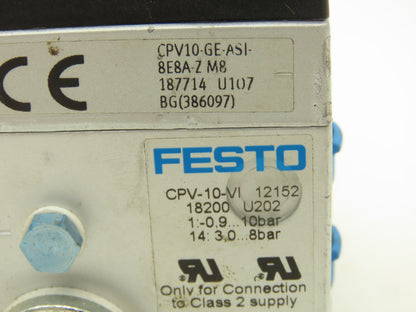 CPV10-GE-ASI-
8E8A-Z M8
187714 U107
BG(386097)
CE
FESTO
CPV-10-VI 12152
18200 U202
1:-0,9...10bar
14: 3,0...8bar
Only for Connection
to Class 2 supply